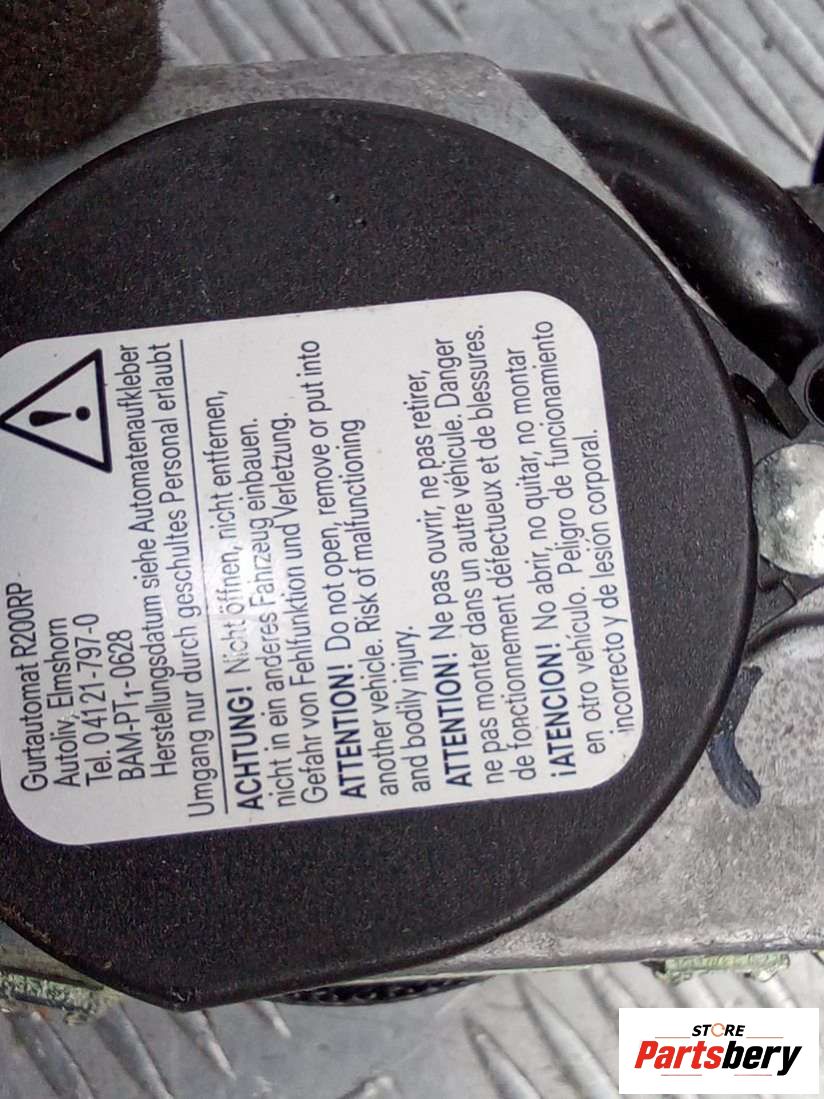 Gurtautomat R200RP
Autoliv, Elmshorn
Tel. 0 41 21-797-0
BAM-PT1-0628
Herstellungsdatum siehe Automatenaufkleber
Umgang nur durch geschultes Personal erlaubt
ACHTUNG! Nicht öffnen, nicht entfernen,
nicht in ein anderes Fahrzeug einbauen.
Gefahr von Fehlfunktion und Verletzung.
ATTENTION! Do not open, remove or put into
another vehicle. Risk of malfunctioning
and bodily injury.
ATTENTION! Ne pas ouvrir, ne pas retirer,
ne pas monter dans un autre véhicule. Danger
de fonctionnement défectueux et de blessures.
¡ATENCION! No abrir, no quitar, no montar
en otro vehículo. Peligro de funcionamiento
incorrecto y de lesión corporal.
STORE
Partsbery